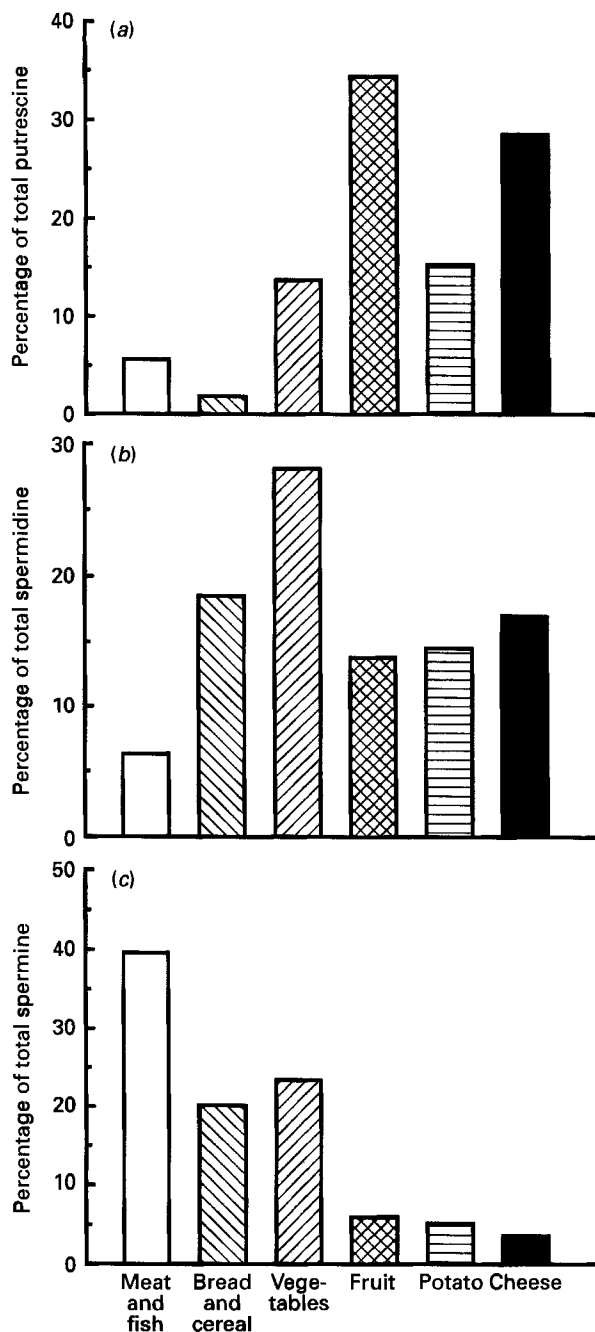 (a)
Percentage of total putrescine
40
30
20
10
0
(b)
Percentage of total spermidine
30
20
10
0
(c)
Percentage of total spermine
50
40
30
20
10
0
Meat and fish
Bread and cereal
Vege-
tables
Fruit
Potato
Cheese